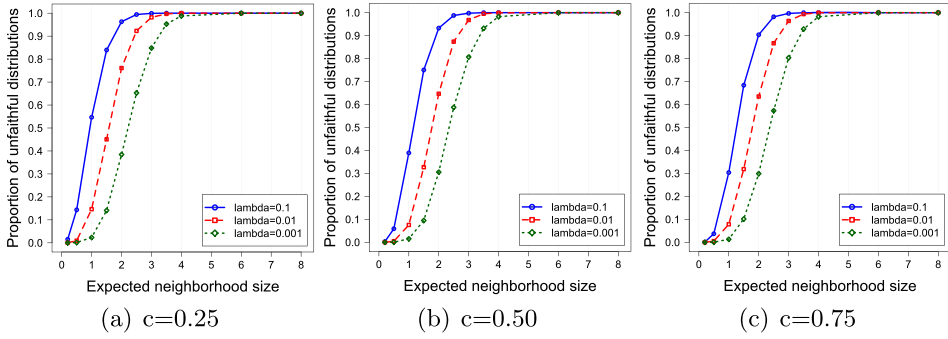 Proportion of unfaithful distributions
1.0
0.9
0.8
0.7
0.6
0.5
0.4
0.3
0.2
0.1
0.0
lambda=0.1
lambda=0.01
lambda=0.001
0 1 2 3 4 5 6 7 8
Expected neighborhood size
(a) c=0.25
Proportion of unfaithful distributions
1.0
0.9
0.8
0.7
0.6
0.5
0.4
0.3
0.2
0.1
0.0
lambda=0.1
lambda=0.01
lambda=0.001
0 1 2 3 4 5 6 7 8
Expected neighborhood size
(b) c=0.50
Proportion of unfaithful distributions
1.0
0.9
0.8
0.7
0.6
0.5
0.4
0.3
0.2
0.1
0.0
lambda=0.1
lambda=0.01
lambda=0.001
0 1 2 3 4 5 6 7 8
Expected neighborhood size
(c) c=0.75